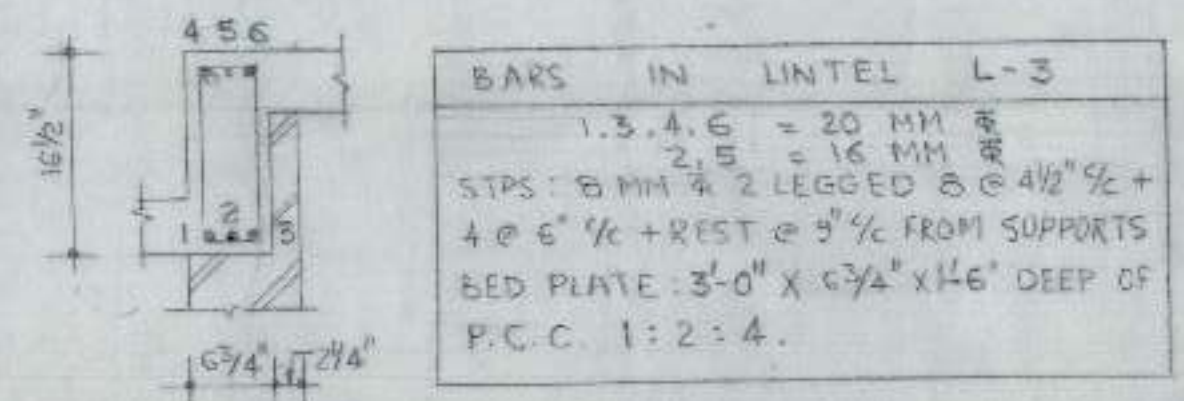 4 5 6
16½"
1 2 3
6¾" 2¼"
BARS IN LINTEL L-3
1.3.4.6 = 20 MM
2,5 = 16 MM
STPS: 8 MM 2 LEGGED 8 @ 4½" c/c +
4 @ 6" c/c + REST @ 9" c/c FROM SUPPORTS
BED PLATE: 3'-0" X 6¾" X 1'-6" DEEP OF
P.C.C. 1:2:4.